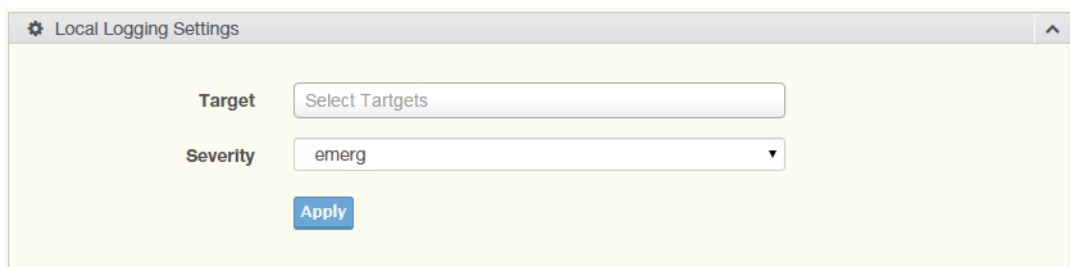 Local Logging Settings
Target Select Tartgets
Severity emerg
Apply